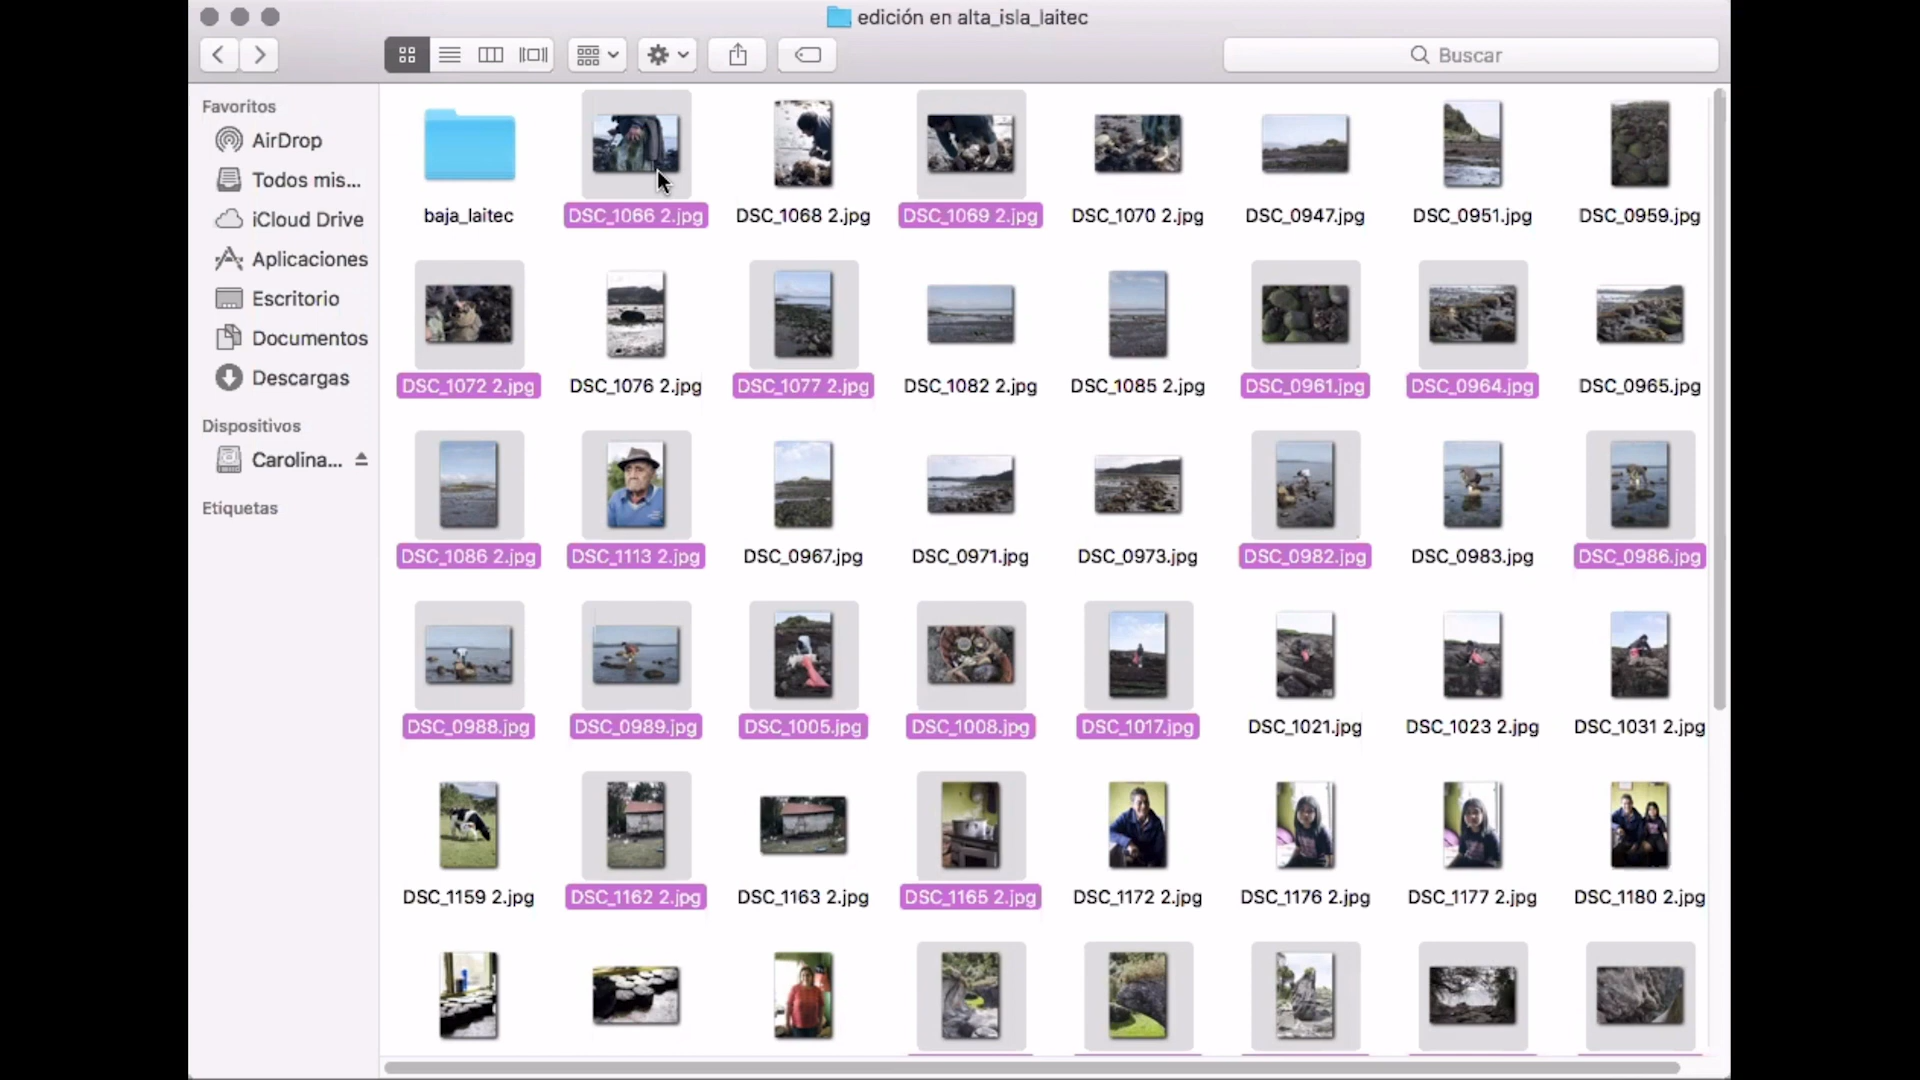 edición en alta_isla_laitec
Buscar
Favoritos
AirDrop
Todos mis...
iCloud Drive
Aplicaciones
Escritorio
Documentos
Descargas
Dispositivos
Carolina...
Etiquetas
baja_laitec
DSC_1066 2.jpg
DSC_1068 2.jpg
DSC_1069 2.jpg
DSC_1070 2.jpg
DSC_0947.jpg
DSC_0951.jpg
DSC_0959.jpg
DSC_1072 2.jpg
DSC_1076 2.jpg
DSC_1077 2.jpg
DSC_1082 2.jpg
DSC_1085 2.jpg
DSC_0961.jpg
DSC_0964.jpg
DSC_0965.jpg
DSC_1086 2.jpg
DSC_1113 2.jpg
DSC_0967.jpg
DSC_0971.jpg
DSC_0973.jpg
DSC_0982.jpg
DSC_0983.jpg
DSC_0986.jpg
DSC_0988.jpg
DSC_0989.jpg
DSC_1005.jpg
DSC_1008.jpg
DSC_1017.jpg
DSC_1021.jpg
DSC_1023 2.jpg
DSC_1031 2.jpg
DSC_1159 2.jpg
DSC_1162 2.jpg
DSC_1163 2.jpg
DSC_1165 2.jpg
DSC_1172 2.jpg
DSC_1176 2.jpg
DSC_1177 2.jpg
DSC_1180 2.jpg